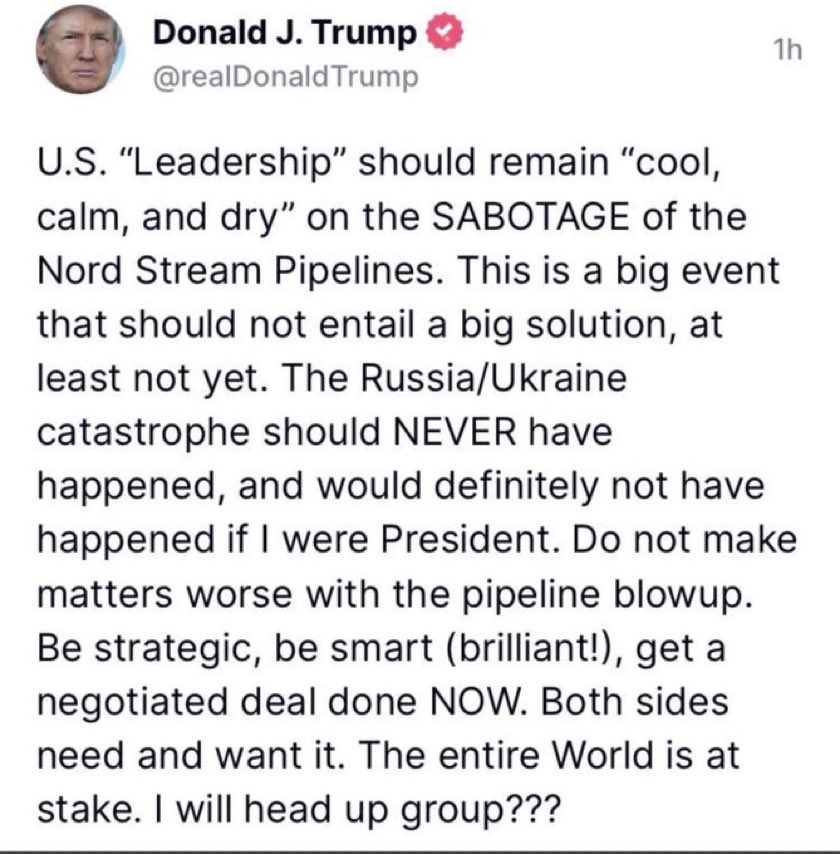 Donald J. Trump
@realDonaldTrump
1h
U.S. “Leadership” should remain “cool,
calm, and dry” on the SABOTAGE of the
Nord Stream Pipelines. This is a big event
that should not entail a big solution, at
least not yet. The Russia/Ukraine
catastrophe should NEVER have
happened, and would definitely not have
happened if I were President. Do not make
matters worse with the pipeline blowup.
Be strategic, be smart (brilliant!), get a
negotiated deal done NOW. Both sides
need and want it. The entire World is at
stake. I will head up group???